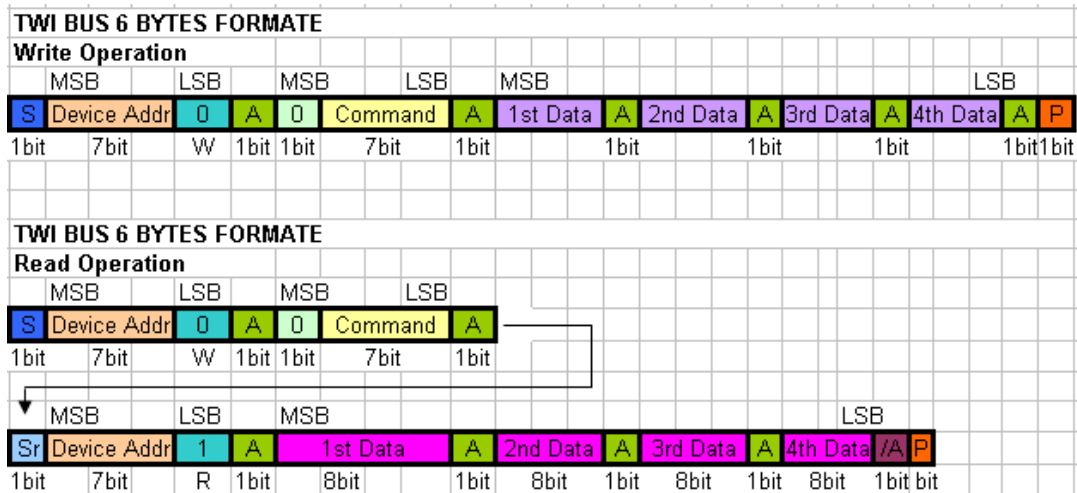 TWI BUS 6 BYTES FORMATE
Write Operation
MSB LSB MSB LSB MSB LSB
S Device Addr 0 A 0 Command A 1st Data A 2nd Data A 3rd Data A 4th Data A P
1bit 7bit W 1bit 1bit 7bit 1bit 1bit 1bit 1bit 1bit 1bit
TWI BUS 6 BYTES FORMATE
Read Operation
MSB LSB MSB LSB
S Device Addr 0 A 0 Command A
1bit 7bit W 1bit 1bit 7bit 1bit
MSB LSB MSB LSB
Sr Device Addr 1 A 1st Data A 2nd Data A 3rd Data A 4th Data /A P
1bit 7bit R 1bit 8bit 1bit 8bit 1bit 8bit 1bit 8bit 1bit bit